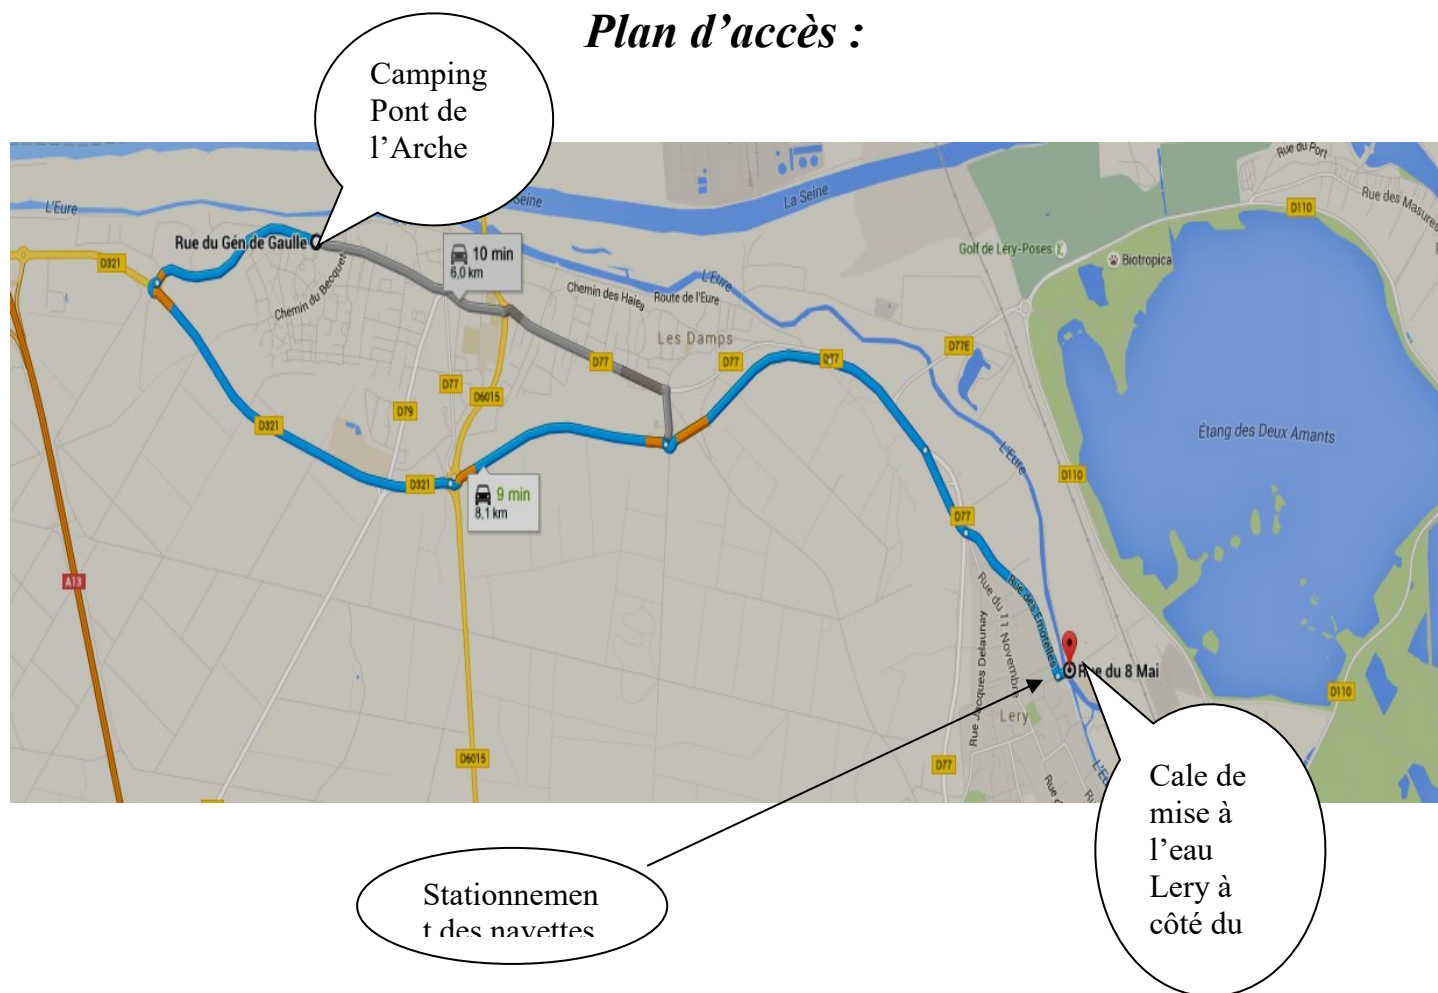 Plan d’accès :
Camping
Pont de
l’Arche
L'Eure
Seine
La Seine
Rue du Port
Rue des Masures
D110
Rue du Gén.de Gaulle
D321
10 min
6,0 km
Golf de Léry-Poses
Biotropica
L'Eure
Chemin du Becquet
Chemin des Haies
Route de l'Eure
Les Damps
D77E
D77
D77
D77
D77
D6015
D79
D321
Étang des Deux Amants
D321
9 min
8,1 km
L'Eure
D110
D77
A13
Rue du 11 Novembre
Rue des Emotelles
Rue Jacques Delaunay
Rue du 8 Mai
D110
Lery
D6015
D77
L'Eu
Rue d
Ru
Cale de
mise à
l’eau
Lery à
côté du
Stationnemen
t des navettes